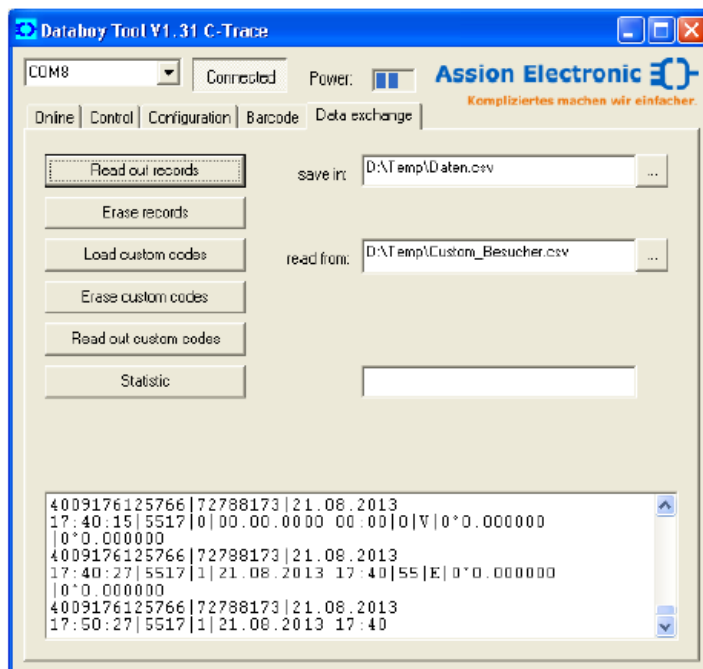 Databoy Tool V1.31 C-Trace
COM8
Connected
Power:
Assion Electronic
Kompliziertes machen wir einfacher.
Online
Control
Configuration
Barcode
Data exchange
Read out records
save in:
D:\Temp\Daten.csv
...
Erase records
Load custom codes
read from:
D:\Temp\Custom_Besucher.csv
...
Erase custom codes
Read out custom codes
Statistic
4009176125766|72788173|21.08.2013
17:40:15|5517|0|00.00.0000 00:00|0|V|0°0.000000
|0°0.000000
4009176125766|72788173|21.08.2013
17:40:27|5517|1|21.08.2013 17:40|55|E|0°0.000000
|0°0.000000
4009176125766|72788173|21.08.2013
17:50:27|5517|1|21.08.2013 17:40